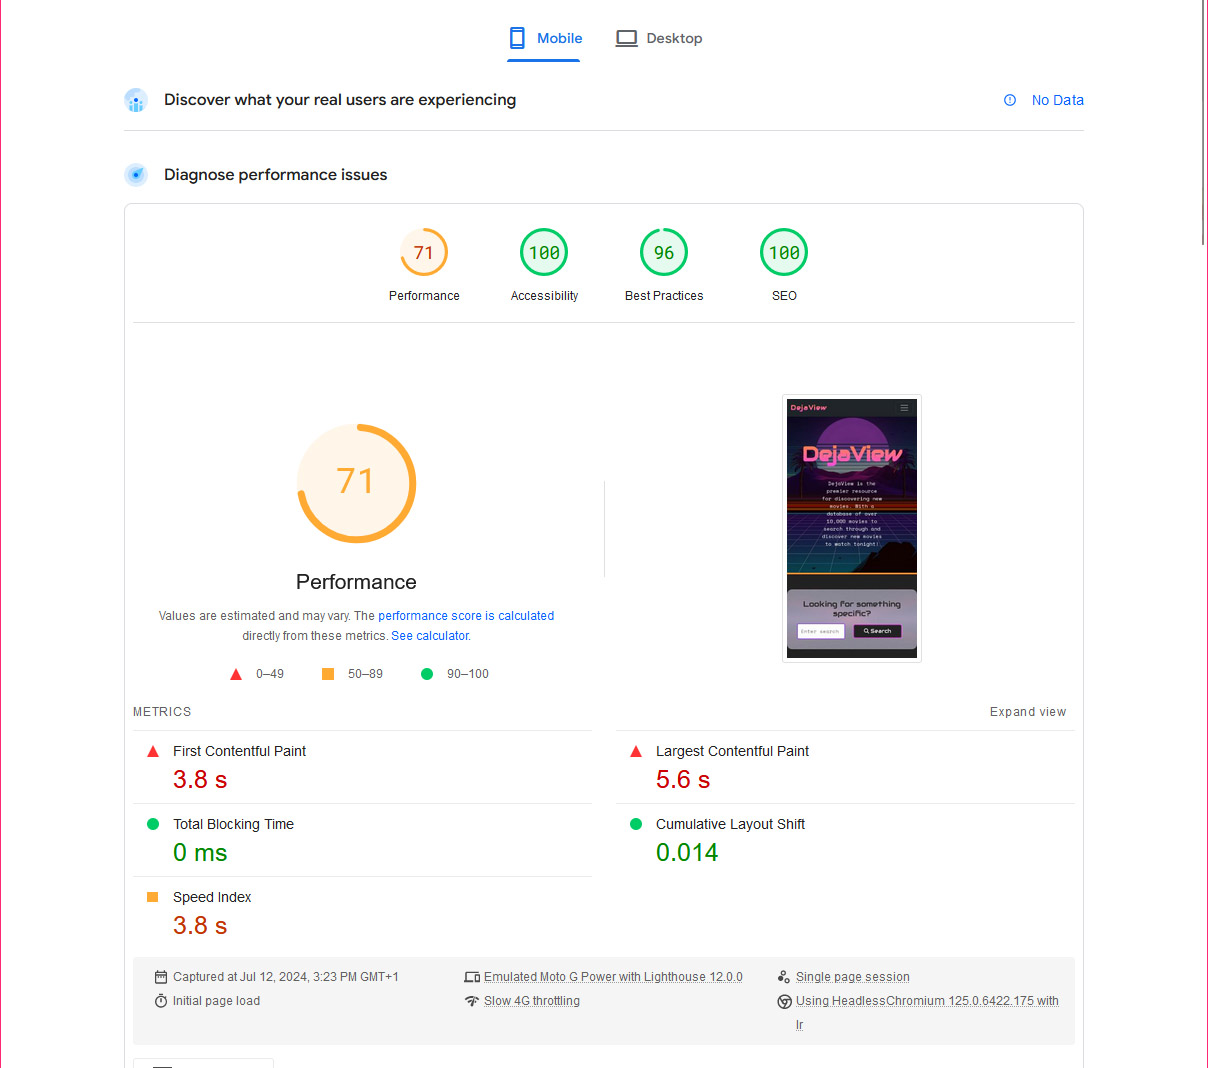 Mobile
Desktop
Discover what your real users are experiencing
No Data
Diagnose performance issues
71
100
96
100
Performance
Accessibility
Best Practices
SEO
71
Performance
Values are estimated and may vary. The performance score is calculated
directly from these metrics. See calculator.
0–49
50–89
90–100
DejaView
DejaView
DejaView is the
premier resource
for discovering new
movies. With a
database of over
10,000 movies to
search through and
discover new movies
to watch tonight!
Looking for something
specific?
Enter search
Search
METRICS
Expand view
First Contentful Paint
3.8 s
Largest Contentful Paint
5.6 s
Total Blocking Time
0 ms
Cumulative Layout Shift
0.014
Speed Index
3.8 s
Captured at Jul 12, 2024, 3:23 PM GMT+1
Emulated Moto G Power with Lighthouse 12.0.0
Single page session
Initial page load
Slow 4G throttling
Using HeadlessChromium 125.0.6422.175 with
lr